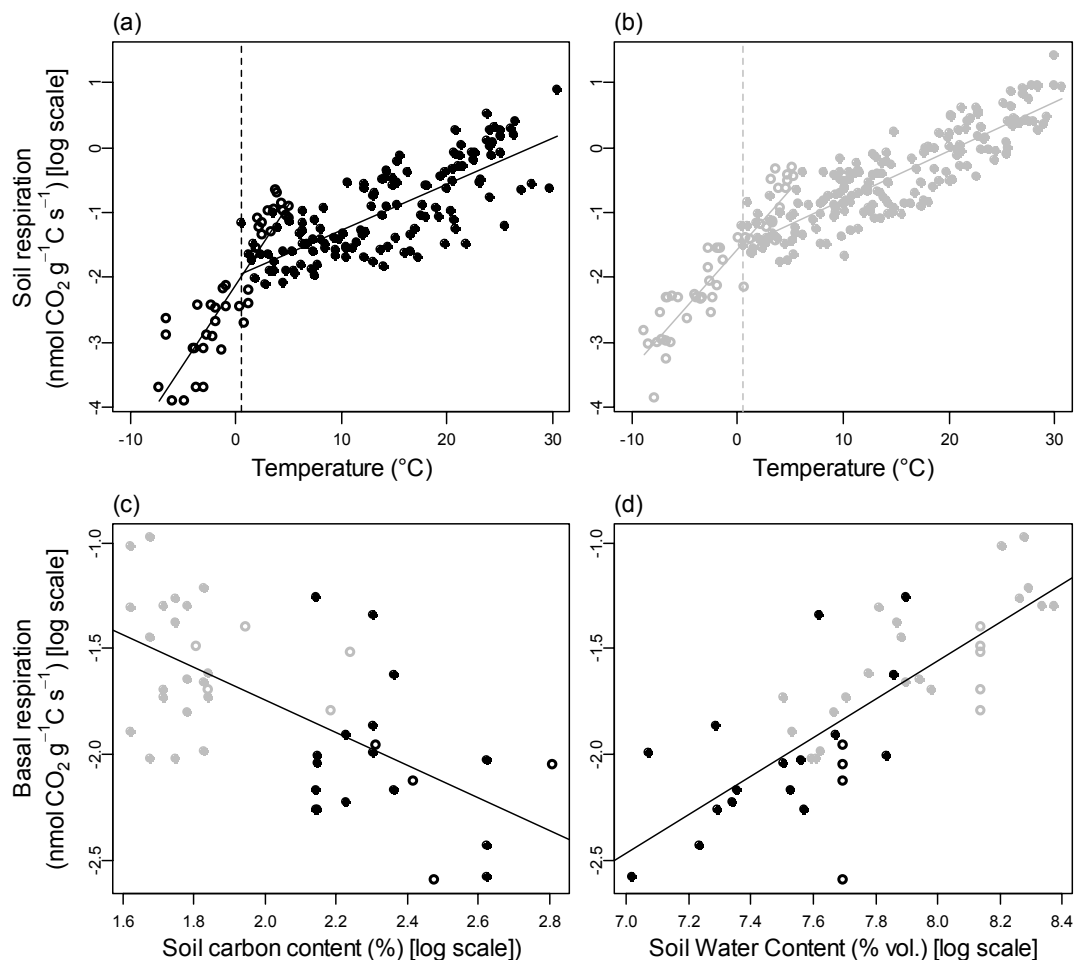 (a)
(b)
Soil respiration
(nmol CO₂ g⁻¹C s⁻¹) [log scale]
1
0
-1
-2
-3
-4
-10 0 10 20 30
Temperature (°C)
1
0
-1
-2
-3
-4
-10 0 10 20 30
Temperature (°C)
(c)
(d)
Basal respiration
(nmol CO₂ g⁻¹C s⁻¹) [log scale]
-1.0
-1.5
-2.0
-2.5
1.6 1.8 2.0 2.2 2.4 2.6 2.8
Soil carbon content (%) [log scale])
-1.0
-1.5
-2.0
-2.5
7.0 7.2 7.4 7.6 7.8 8.0 8.2 8.4
Soil Water Content (% vol.) [log scale]